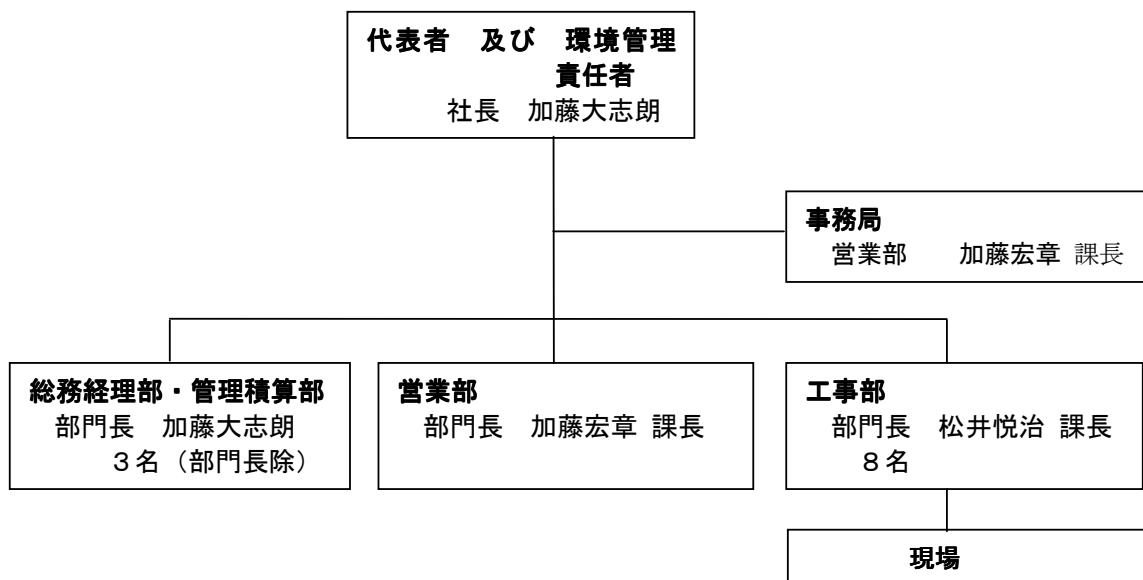 代表者　及び　環境管理
責任者
社長　加藤大志朗
事務局
営業部　　加藤宏章 課長
総務経理部・管理積算部
部門長　加藤大志朗
３名（部門長除）
営業部
部門長　加藤宏章 課長
工事部
部門長　松井悦治 課長
８名
現場